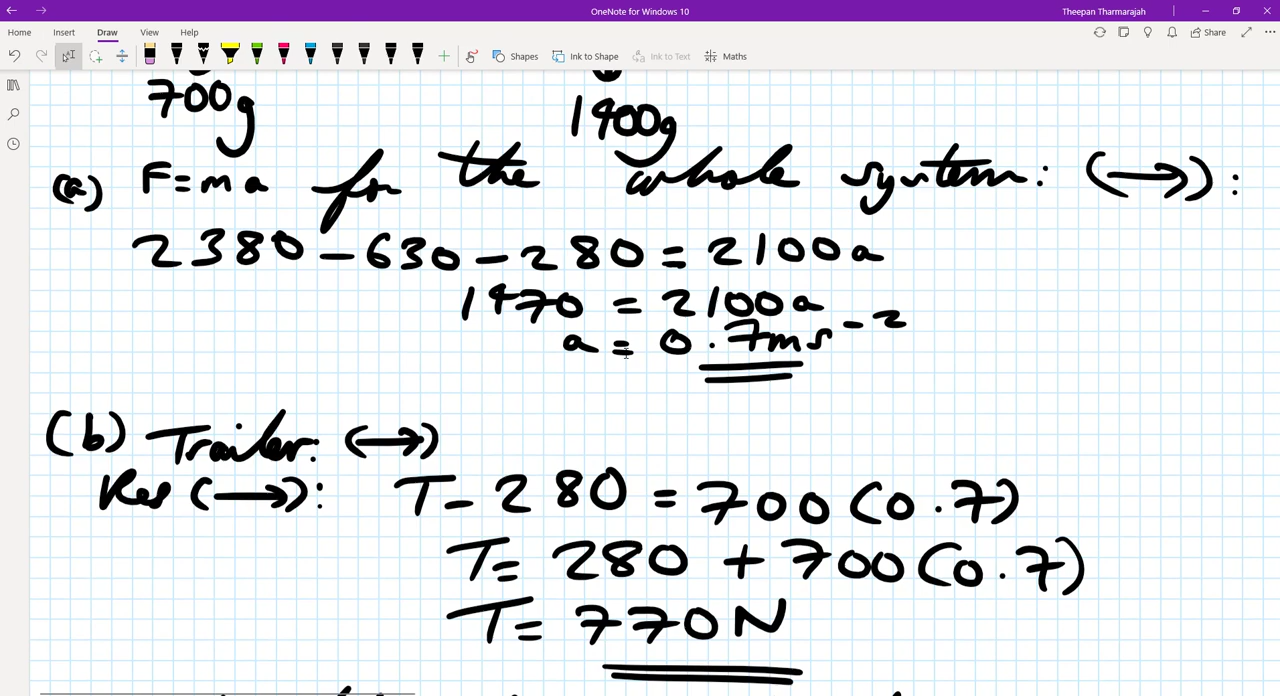 OneNote for Windows 10
Theepan Tharmarajah
Home Insert Draw View Help
Share
Shapes Ink to Shape Ink to Text Maths
700g
1400g
(a) F=ma for the whole system: (→):
2380 - 630 - 280 = 2100a
1470 = 2100a
a = 0.7ms-2
(b) Trailer: (→)
Res (→): T - 280 = 700(0.7)
T = 280 + 700(0.7)
T = 770N